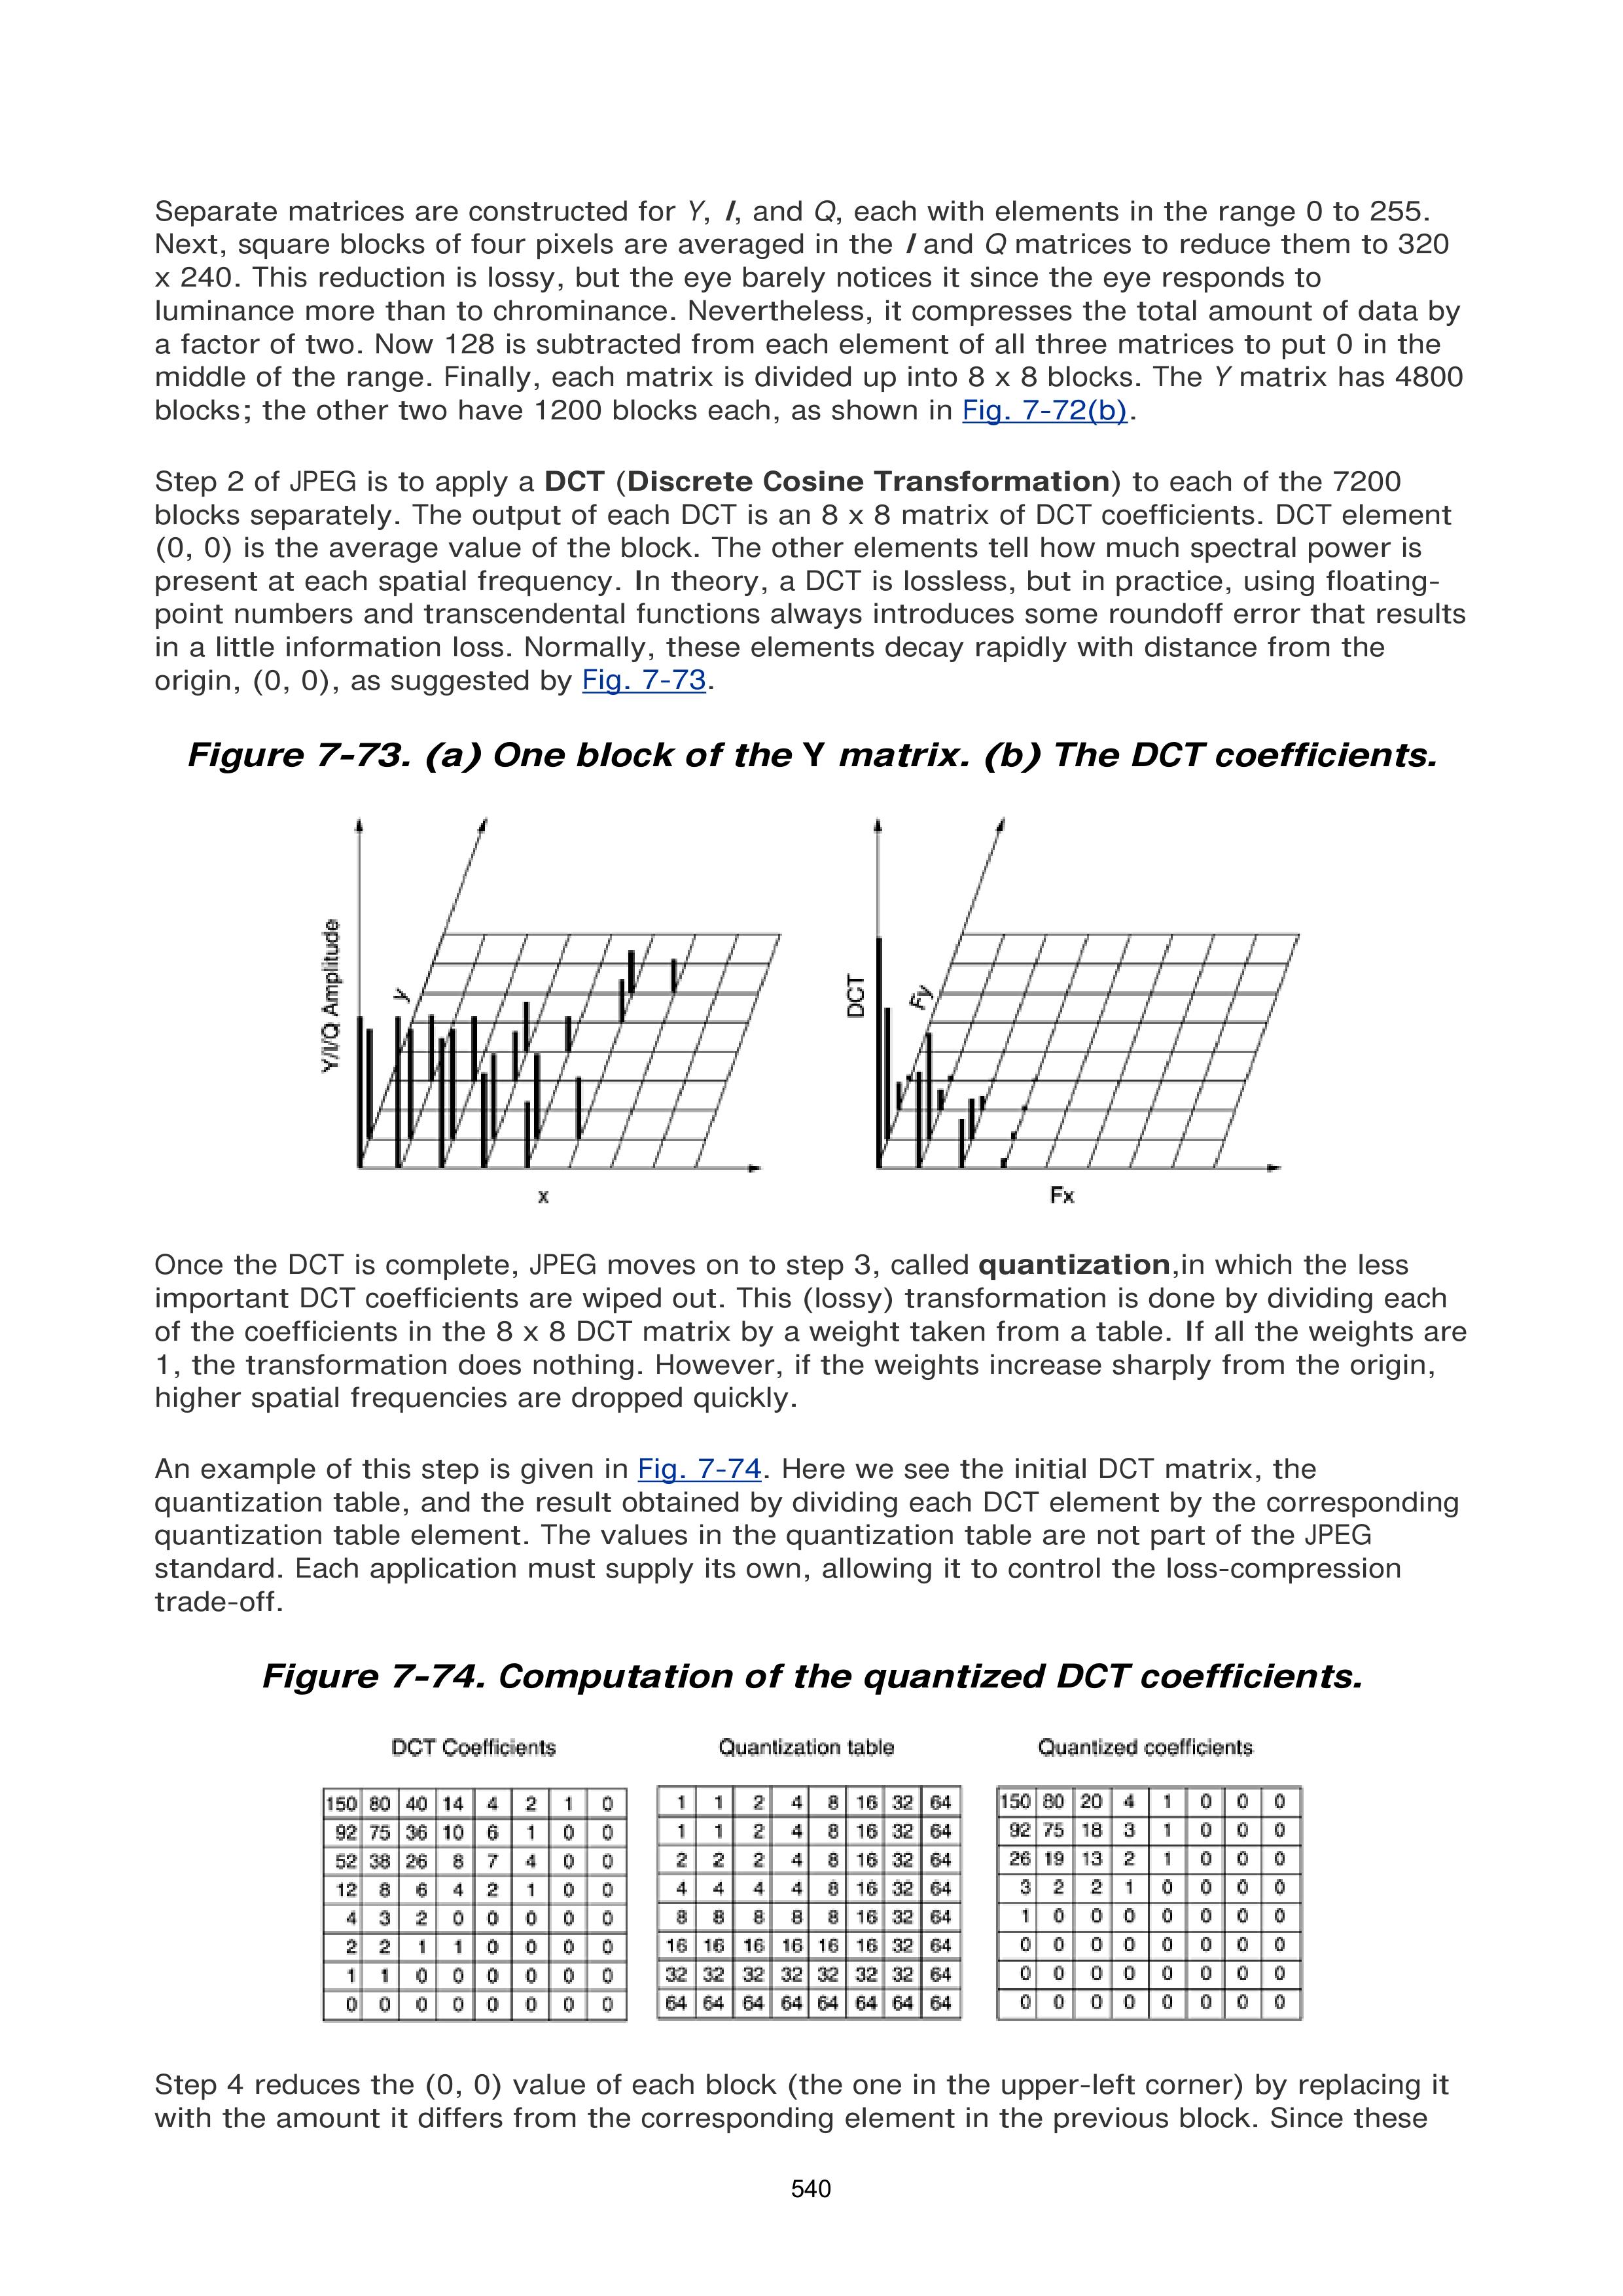 Separate matrices are constructed for Y, I, and Q, each with elements in the range 0 to 255.
Next, square blocks of four pixels are averaged in the I and Q matrices to reduce them to 320
x 240. This reduction is lossy, but the eye barely notices it since the eye responds to
luminance more than to chrominance. Nevertheless, it compresses the total amount of data by
a factor of two. Now 128 is subtracted from each element of all three matrices to put 0 in the
middle of the range. Finally, each matrix is divided up into 8 x 8 blocks. The Y matrix has 4800
blocks; the other two have 1200 blocks each, as shown in Fig. 7-72(b).
Step 2 of JPEG is to apply a DCT (Discrete Cosine Transformation) to each of the 7200
blocks separately. The output of each DCT is an 8 x 8 matrix of DCT coefficients. DCT element
(0, 0) is the average value of the block. The other elements tell how much spectral power is
present at each spatial frequency. In theory, a DCT is lossless, but in practice, using floating-
point numbers and transcendental functions always introduces some roundoff error that results
in a little information loss. Normally, these elements decay rapidly with distance from the
origin, (0, 0), as suggested by Fig. 7-73.
Figure 7-73. (a) One block of the Y matrix. (b) The DCT coefficients.
Y/I/Q Amplitude
y
x
DCT
Fy
Fx
Once the DCT is complete, JPEG moves on to step 3, called quantization,in which the less
important DCT coefficients are wiped out. This (lossy) transformation is done by dividing each
of the coefficients in the 8 x 8 DCT matrix by a weight taken from a table. If all the weights are
1, the transformation does nothing. However, if the weights increase sharply from the origin,
higher spatial frequencies are dropped quickly.
An example of this step is given in Fig. 7-74. Here we see the initial DCT matrix, the
quantization table, and the result obtained by dividing each DCT element by the corresponding
quantization table element. The values in the quantization table are not part of the JPEG
standard. Each application must supply its own, allowing it to control the loss-compression
trade-off.
Figure 7-74. Computation of the quantized DCT coefficients.
DCT Coefficients
150 80 40 14 4 2 1 0
92 75 36 10 6 1 0 0
52 38 26 8 7 4 0 0
12 8 6 4 2 1 0 0
4 3 2 0 0 0 0 0
2 2 1 1 0 0 0 0
1 1 0 0 0 0 0 0
0 0 0 0 0 0 0 0
Quantization table
1 1 2 4 8 16 32 64
1 1 2 4 8 16 32 64
2 2 2 4 8 16 32 64
4 4 4 4 8 16 32 64
8 8 8 8 8 16 32 64
16 16 16 16 16 16 32 64
32 32 32 32 32 32 32 64
64 64 64 64 64 64 64 64
Quantized coefficients
150 80 20 4 1 0 0 0
92 75 18 3 1 0 0 0
26 19 13 2 1 0 0 0
3 2 2 1 0 0 0 0
1 0 0 0 0 0 0 0
0 0 0 0 0 0 0 0
0 0 0 0 0 0 0 0
0 0 0 0 0 0 0 0
Step 4 reduces the (0, 0) value of each block (the one in the upper-left corner) by replacing it
with the amount it differs from the corresponding element in the previous block. Since these
540